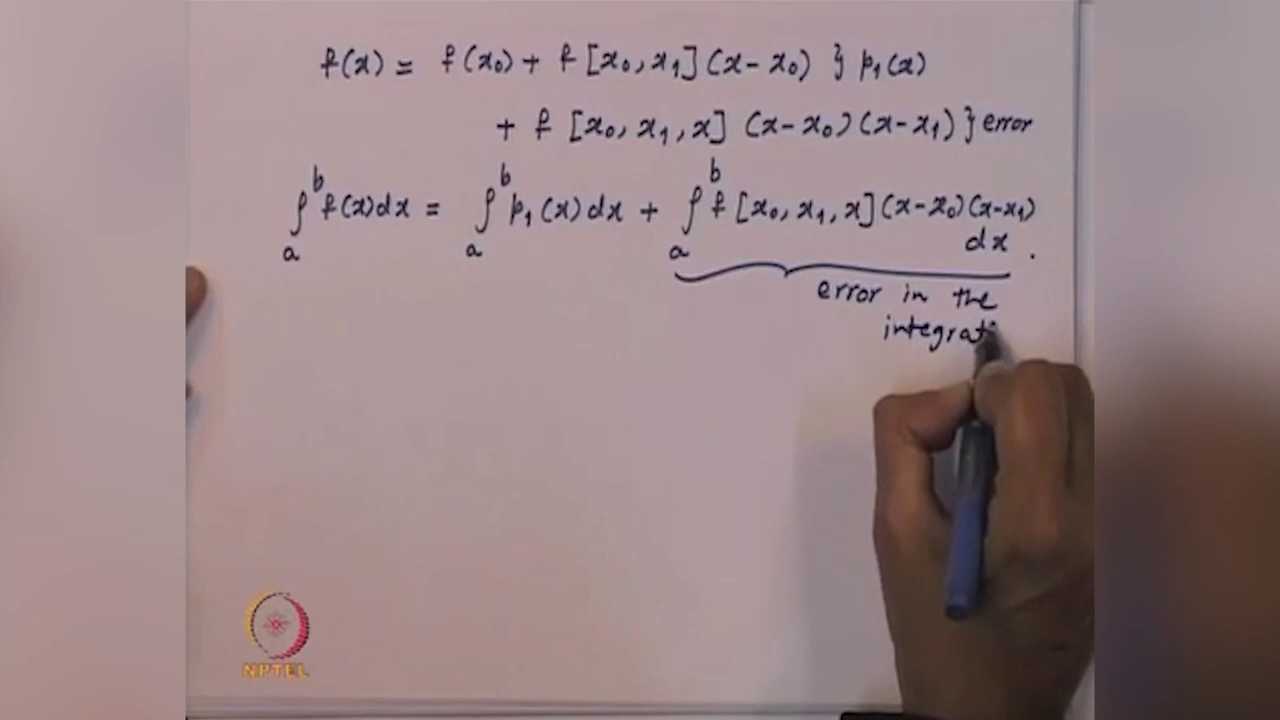 f(x) = f(x₀) + f [x₀, x₁] (x-x₀) } p₁(x)
+ f [x₀, x₁, x] (x-x₀)(x-x₁) } error
∫ₐᵇ f(x)dx = ∫ₐᵇ p₁(x)dx + ∫ₐᵇ f [x₀, x₁, x] (x-x₀)(x-x₁)
dx .
error in the
integrat
NPTEL